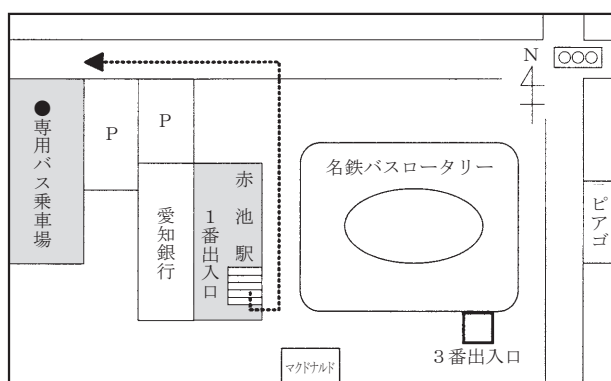 N
●専用バス乗車場
P
P
愛知銀行
赤池駅
1番出入口
名鉄バスロータリー
ピアゴ
3番出入口
マクドナルド